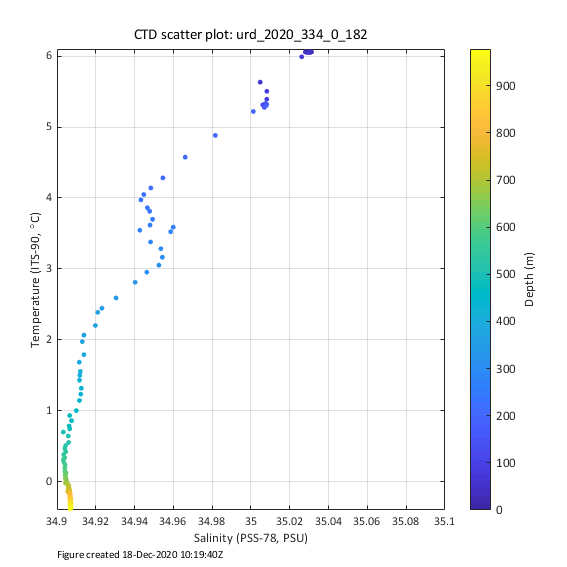 CTD scatter plot: urd_2020_334_0_182
6
5
4
3
2
1
0
Temperature (ITS-90, °C)
34.9 34.92 34.94 34.96 34.98 35 35.02 35.04 35.06 35.08 35.1
Salinity (PSS-78, PSU)
900
800
700
600
500
400
300
200
100
0
Depth (m)
Figure created 18-Dec-2020 10:19:40Z